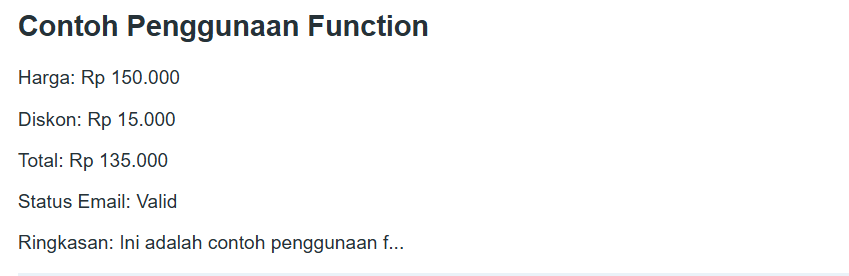 Contoh Penggunaan Function
Harga: Rp 150.000
Diskon: Rp 15.000
Total: Rp 135.000
Status Email: Valid
Ringkasan: Ini adalah contoh penggunaan f...